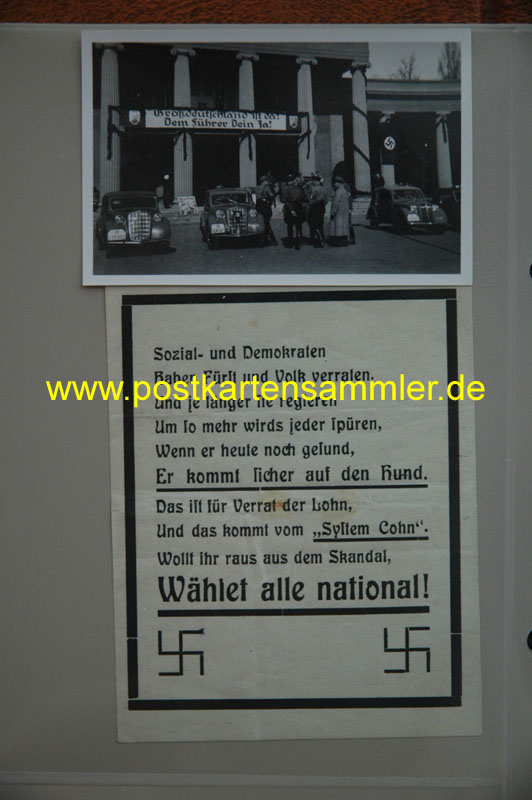 Großdeutschland ist da!
Dem Führer Dein Ja!
Sozial- und Demokraten
Haben Fürst und Volk verraten.
www.postkartensammler.de
Und je länger sie regieren
Um so mehr wirds jeder spüren,
Wenn er heute noch gesund,
Er kommt sicher auf den Hund.
Das ist für Verrat der Lohn,
Und das kommt vom „System Cohn“.
Wollt ihr raus aus dem Skandal,
Wählet alle national!